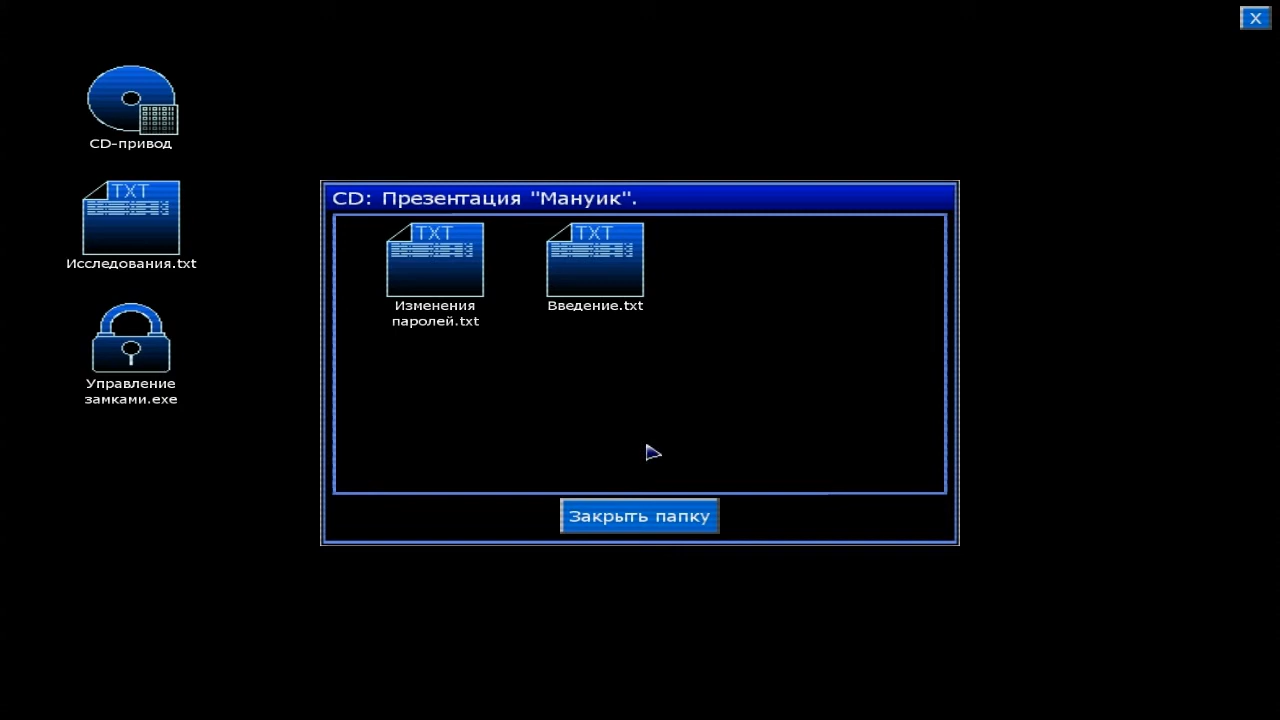 X
CD-привод
TXT
Исследования.txt
Управление
замками.exe
CD: Презентация "Мануик".
TXT
TXT
Изменения
паролей.txt
Введение.txt
Закрыть папку